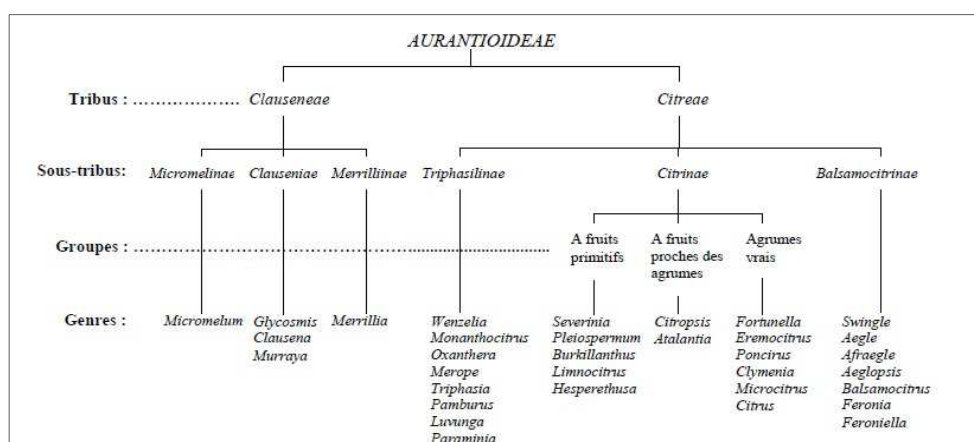 AURANTIOIDEAE
Tribus : ………………. Clauseneae Citreae
Sous-tribus: Micromelinae Clauseniae Merrilliinae Triphasilinae Citrinae Balsamocitrinae
Groupes : ……………………………………………................................
A fruits primitifs
A fruits proches des agrumes
Agrumes vrais
Genres :
Micromelum
Glycosmis
Clausena
Murraya
Merrillia
Wenzelia
Monanthocitrus
Oxanthera
Merope
Triphasia
Pamburus
Luvunga
Paraminia
Severinia
Pleiospermum
Burkillanthus
Limnocitrus
Hesperethusa
Citropsis
Atalantia
Fortunella
Eremocitrus
Poncirus
Clymenia
Microcitrus
Citrus
Swingle
Aegle
Afraegle
Aeglopsis
Balsamocitrus
Feronia
Feroniella